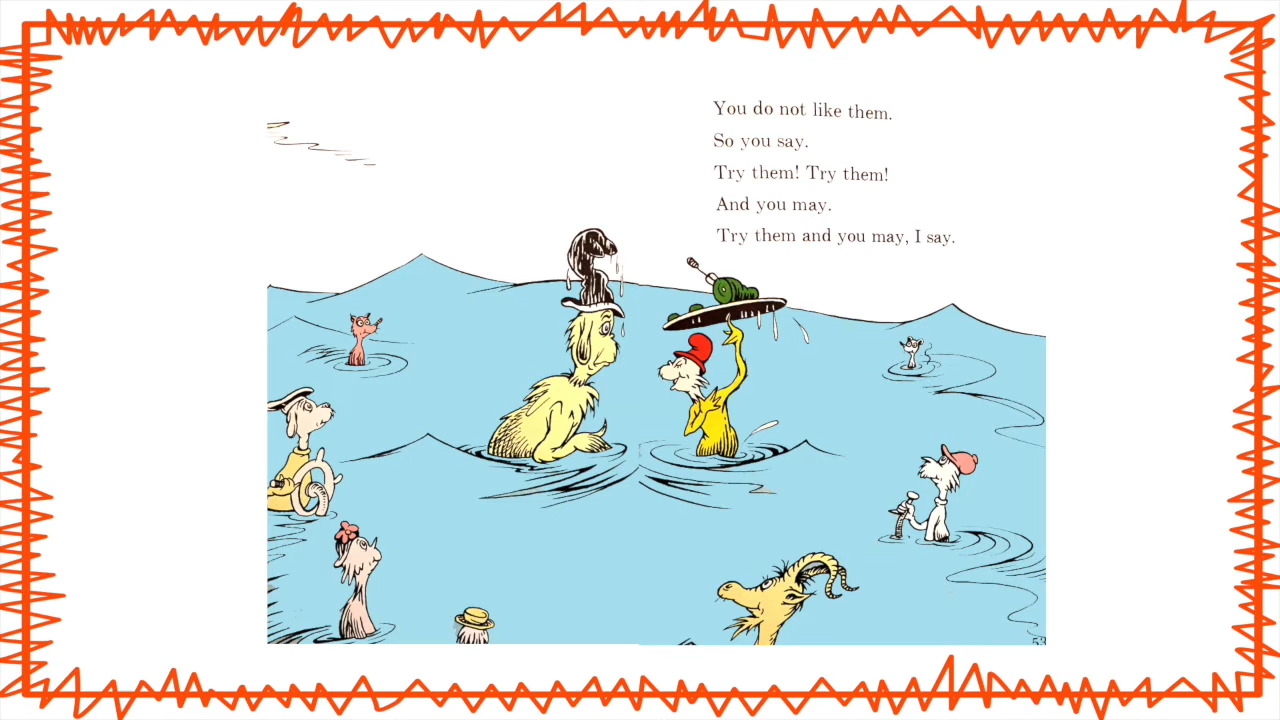 You do not like them.
So you say.
Try them! Try them!
And you may.
Try them and you may, I say.
53